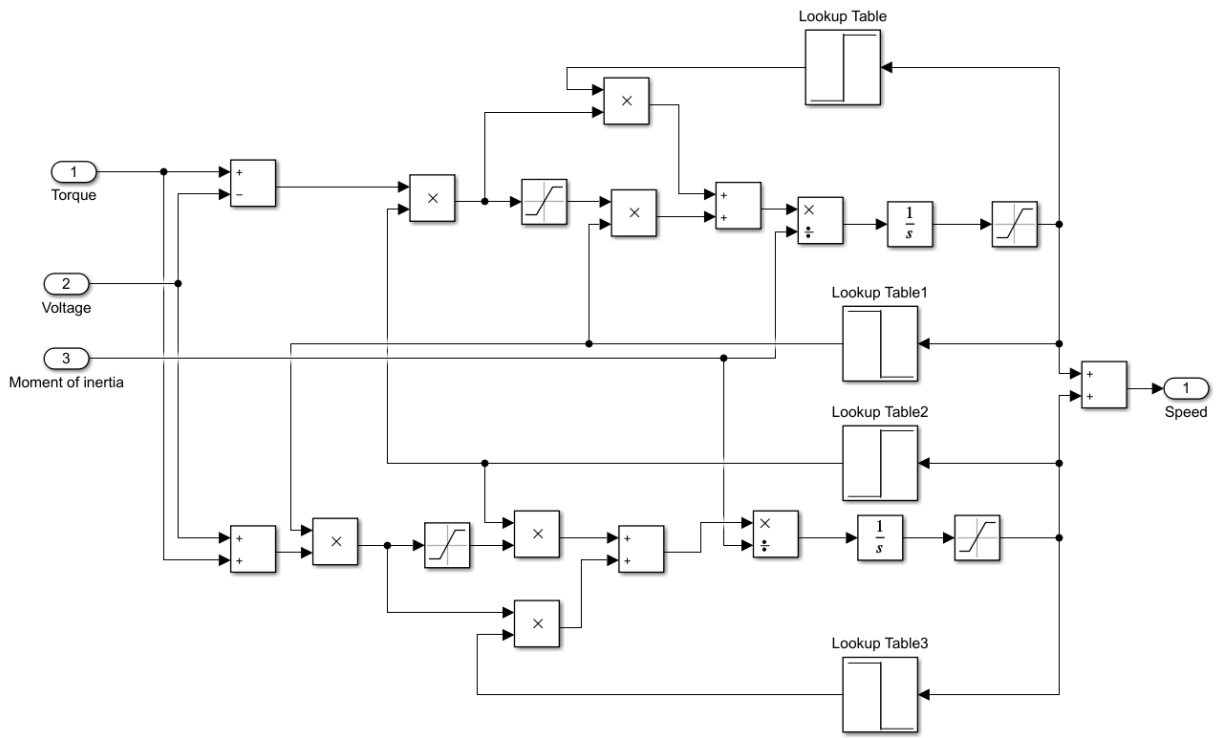 Lookup Table
×
1
Torque
+
−
×
×
+
+
×
÷
1
s
2
Voltage
Lookup Table1
3
Moment of inertia
+
+
1
Speed
Lookup Table2
+
+
×
×
+
+
×
÷
1
s
×
Lookup Table3